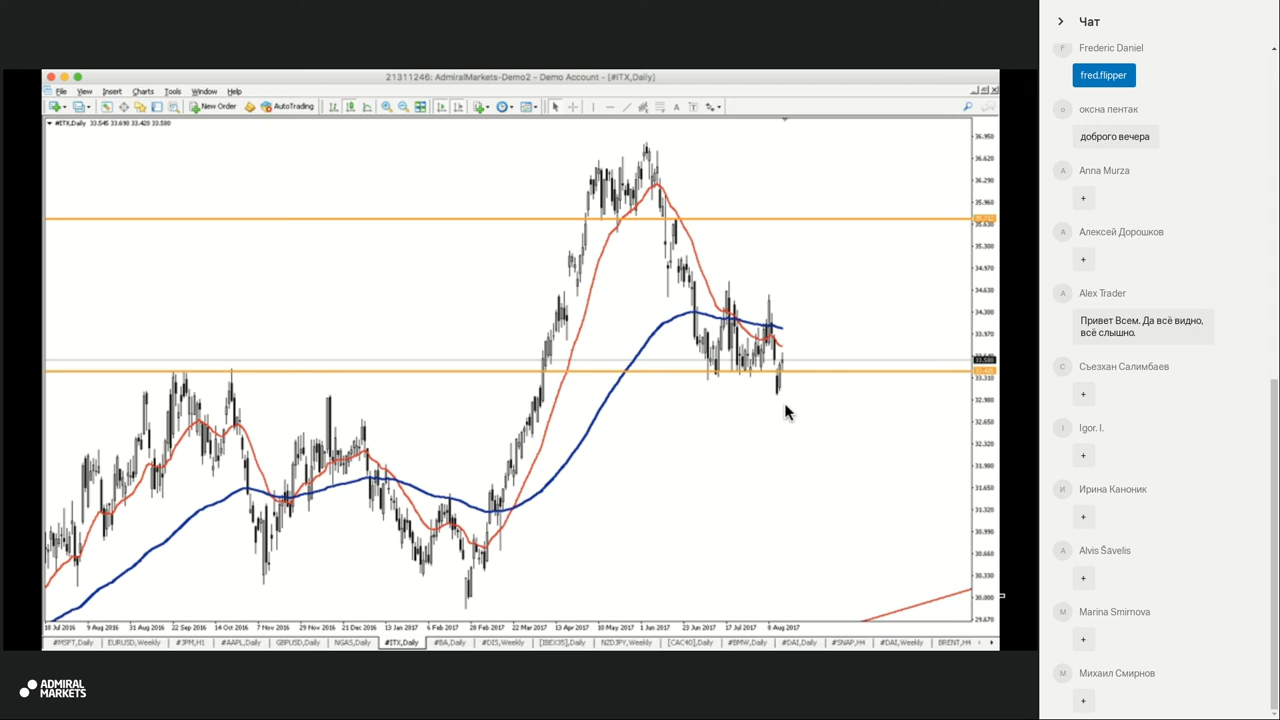 21311246: AdmiralMarkets-Demo2 - Demo Account - [#ITX,Daily]
File View Insert Charts Tools Window Help
New Order AutoTrading
#ITX,Daily 33.545 33.690 33.420 33.580
36.950
36.620
36.290
35.960
35.630
35.300
34.970
34.630
34.300
33.970
33.580
33.310
32.980
32.650
32.320
31.980
31.650
31.320
30.990
30.660
30.330
30.000
29.670
18 Jul 2016 9 Aug 2016 31 Aug 2016 22 Sep 2016 14 Oct 2016 7 Nov 2016 29 Nov 2016 21 Dec 2016 13 Jan 2017 6 Feb 2017 28 Feb 2017 22 Mar 2017 13 Apr 2017 10 May 2017 1 Jun 2017 23 Jun 2017 17 Jul 2017 8 Aug 2017
#MSFT,Daily EURUSD,Weekly #JPM,H1 #AAPL,Daily GBPUSD,Daily NGAS,Daily #ITX,Daily #BA,Daily #DIS,Weekly [IBEX35],Daily NZDJPY,Weekly [CAC40],Daily #BMW,Daily #DAI,Daily #SNAP,H4 #DAI,Weekly BRENT,H4
ADMIRAL
MARKETS
Чат
F Frederic Daniel
fred.flipper
о оксна пентак
доброго вечера
A Anna Murza
+
А Алексей Дорошков
+
A Alex Trader
Привет Всем. Да всё видно,
всё слышно.
С Съезхан Салимбаев
+
I Igor. I.
+
И Ирина Каноник
+
A Alvis Šāvelis
+
M Marina Smirnova
+
М Михаил Смирнов
+